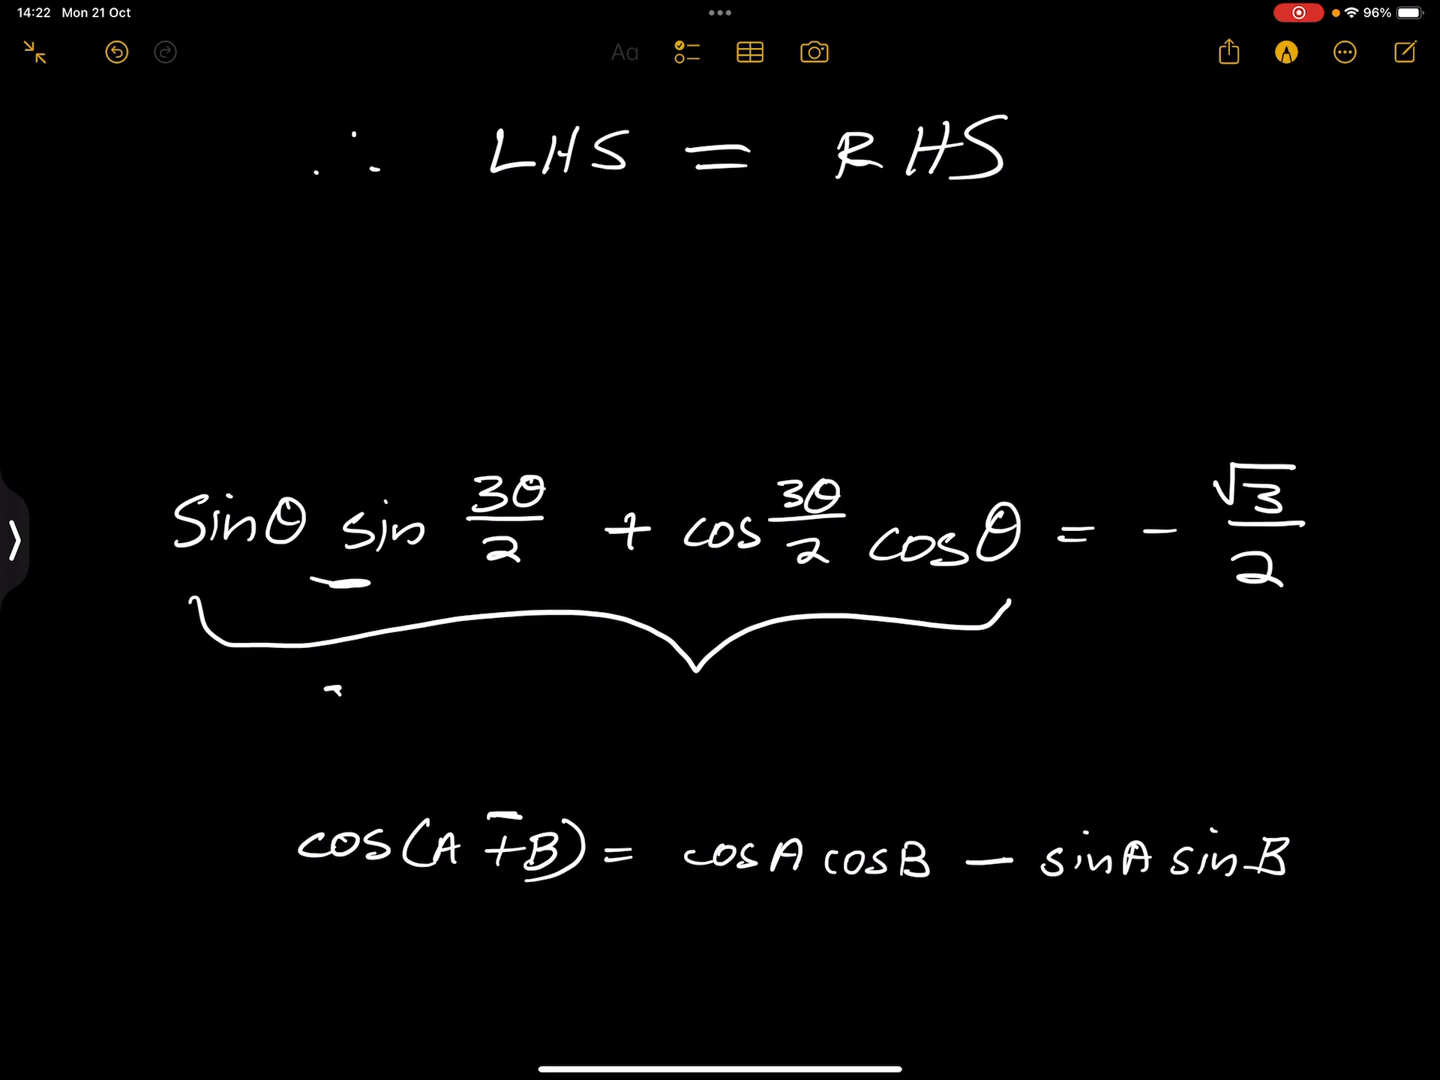 14:22 Mon 21 Oct
96%
Aa
∴ LHS = RHS
sinθ sin 3θ/2 + cos 3θ/2 cosθ = - √3/2
cos(A ∓ B) = cosA cosB - sinA sinB